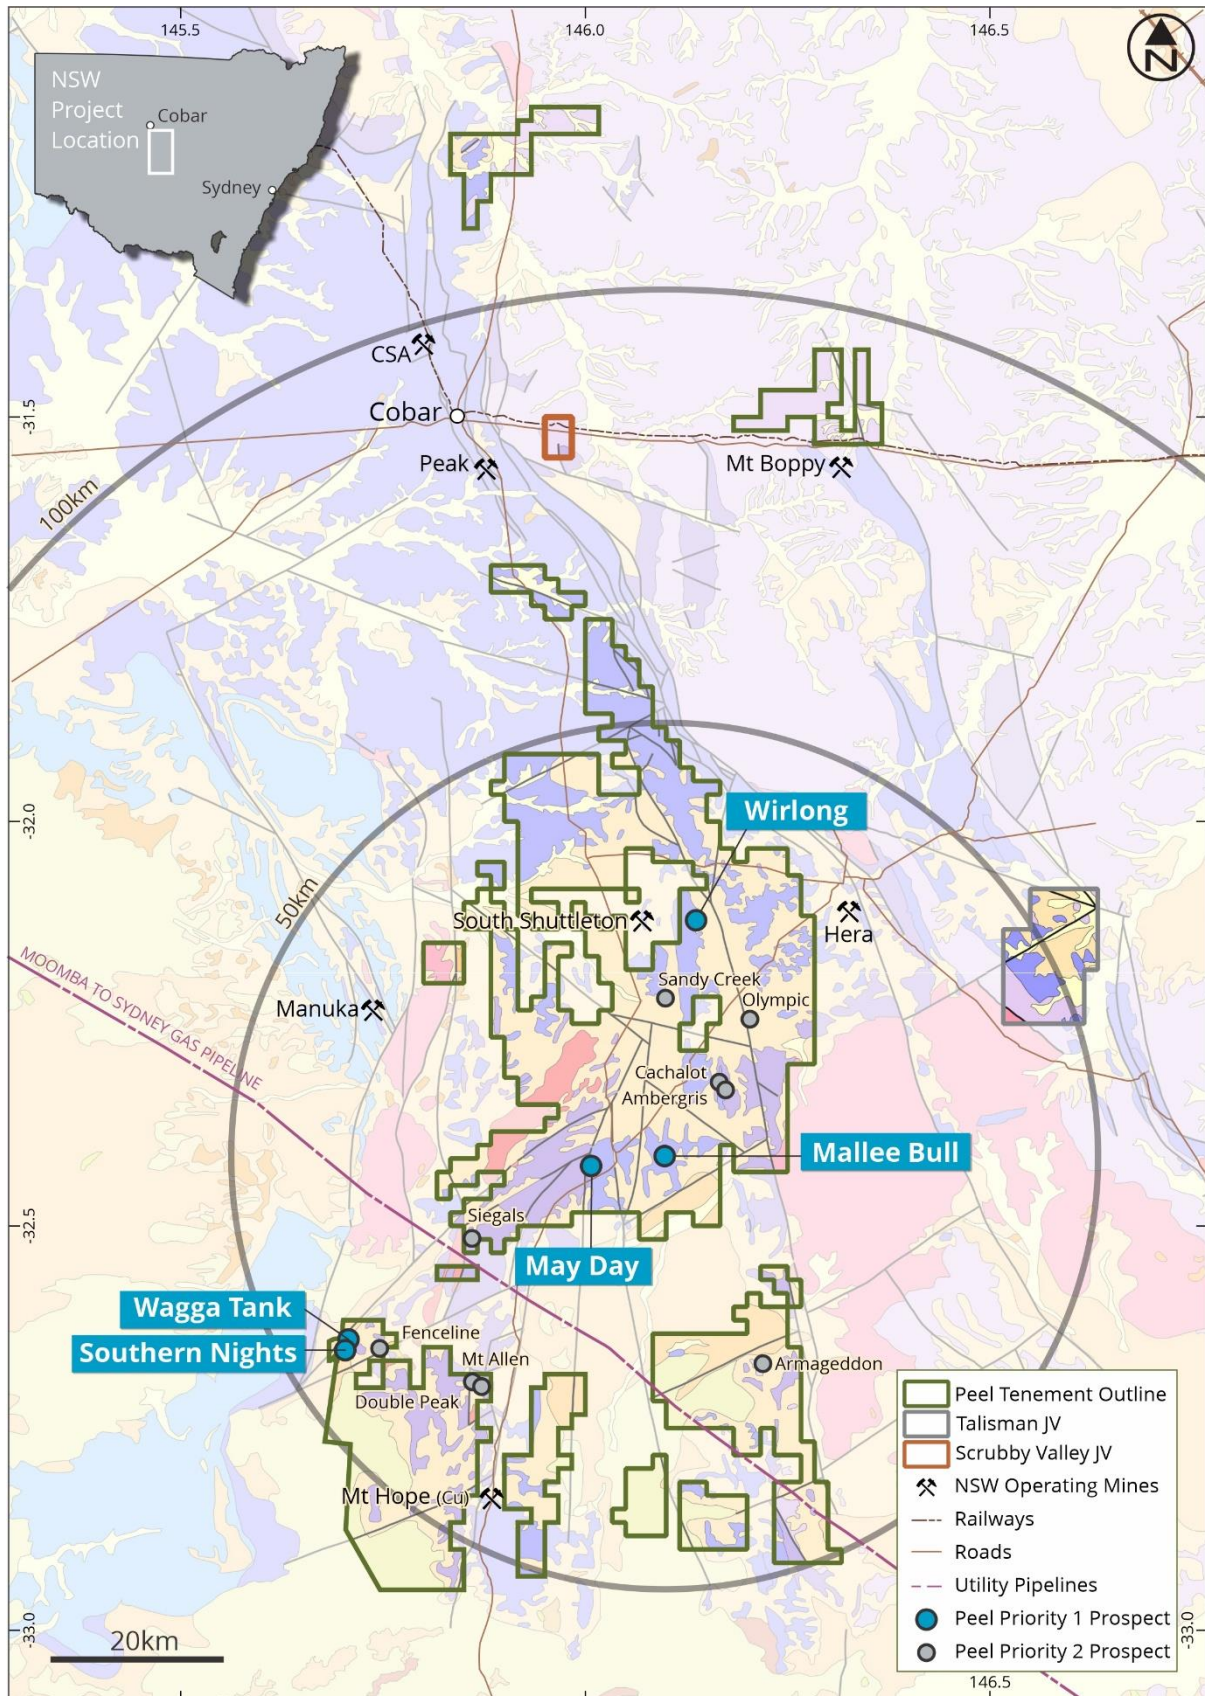 145.5
146.0
146.5
N
NSW
Project
Location
Cobar
Sydney
CSA
Cobar
-31.5
Peak
Mt Boppy
100km
Wirlong
-32.0
50km
South Shuttleton
Hera
Sandy Creek
Olympic
MOOMBA TO SYDNEY GAS PIPELINE
Manuka
Cachalot
Ambergris
Mallee Bull
Siegals
-32.5
May Day
Wagga Tank
Southern Nights
Fenceline
Mt Allen
Double Peak
Armageddon
Mt Hope (Cu)
Peel Tenement Outline
Talisman JV
Scrubby Valley JV
NSW Operating Mines
Railways
Roads
Utility Pipelines
Peel Priority 1 Prospect
Peel Priority 2 Prospect
-33.0
-33.0
20km
146.5